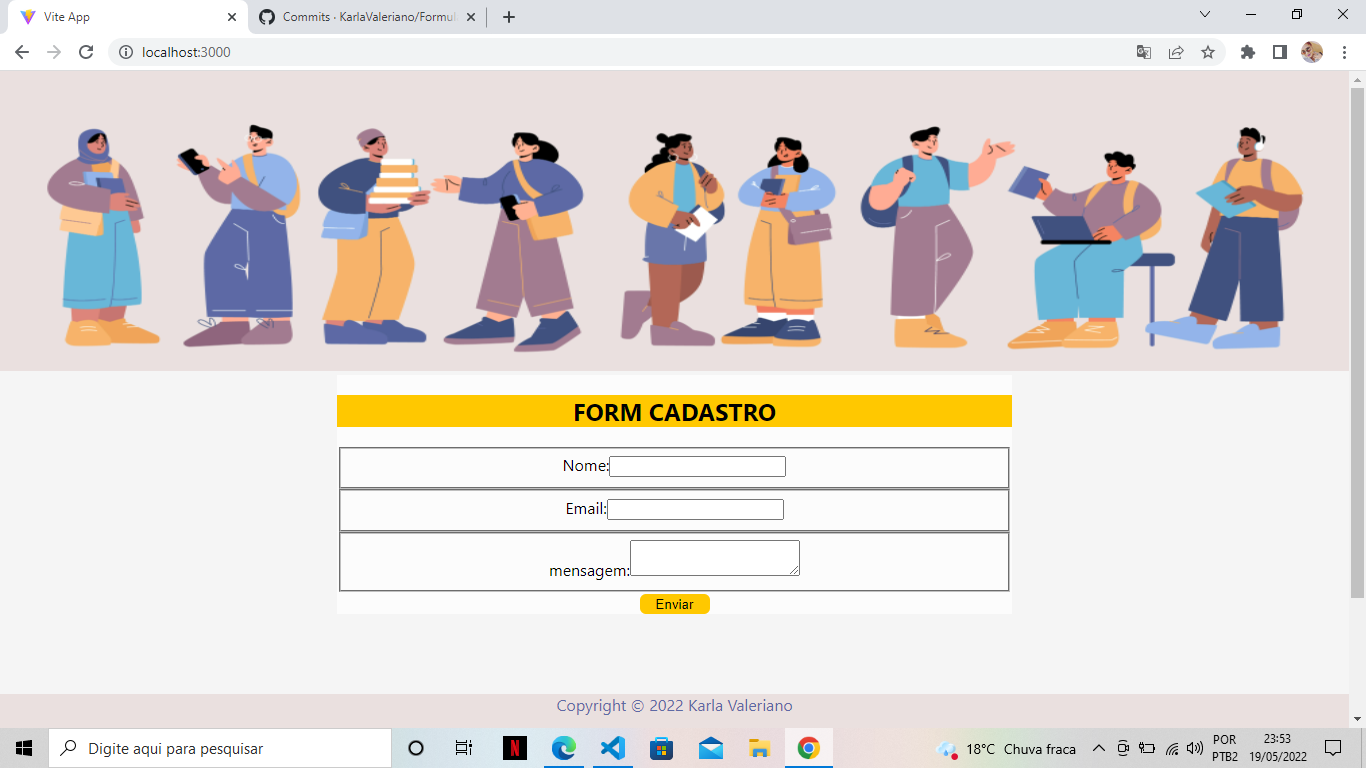 Vite App
Commits · KarlaValeriano/Formul
localhost:3000
FORM CADASTRO
Nome:
Email:
mensagem:
Enviar
Copyright © 2022 Karla Valeriano
Digite aqui para pesquisar
N
18°C Chuva fraca
POR
PTB2
23:53
19/05/2022